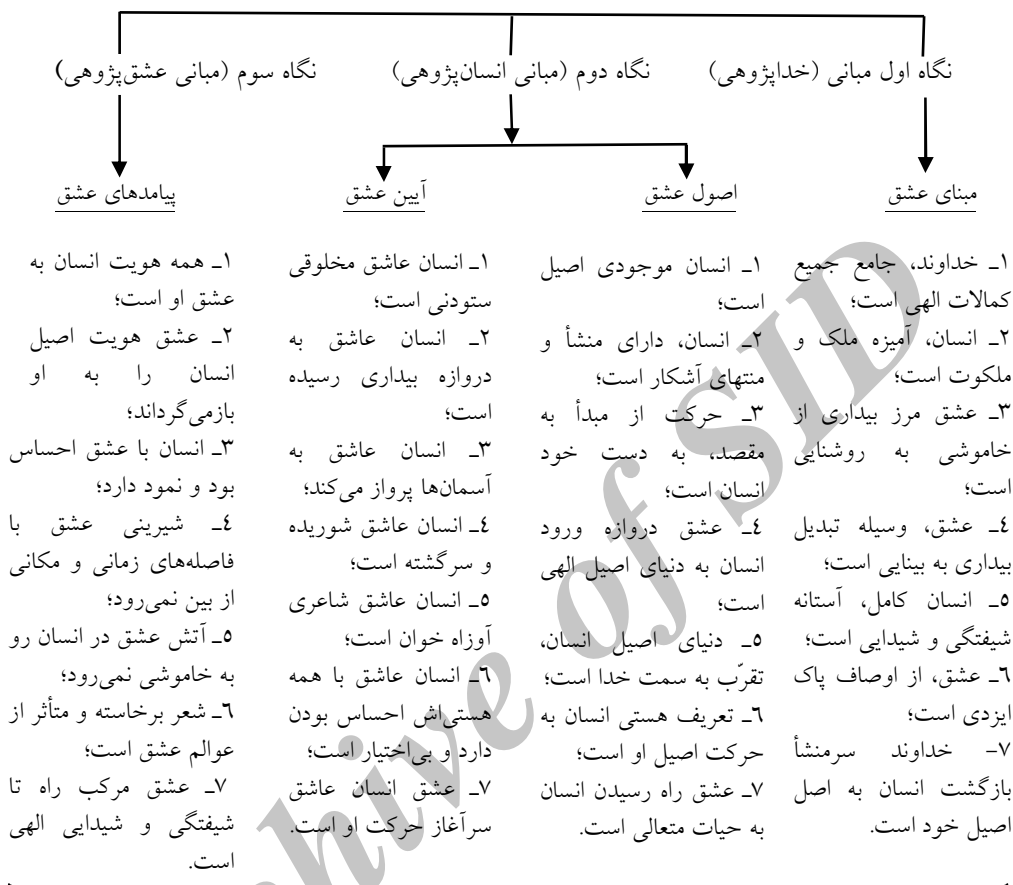 نگاه اول مبانی (خداپژوهی)
نگاه دوم (مبانی انسان‌پژوهی)
نگاه سوم (مبانی عشق‌پژوهی)
مبنای عشق
۱ـ خداوند، جامع جمیع
کمالات الهی است؛
۲ـ انسان، آمیزه ملک و
ملکوت است؛
۳ـ عشق مرز بیداری از
خاموشی به روشنایی
است؛
٤ـ عشق، وسیله تبدیل
بیداری به بینایی است؛
٥ـ انسان کامل، آستانه
شیفتگی و شیدایی است؛
٦ـ عشق، از اوصاف پاک
ایزدی است؛
۷- خداوند سرمنشأ
بازگشت انسان به اصل
اصیل خود است.
اصول عشق
۱ـ انسان موجودی اصیل
است؛
۲ـ انسان، دارای منشأ و
منتهای آشکار است؛
۳ـ حرکت از مبدأ به
مقصد، به دست خود
انسان است؛
٤ـ عشق دروازه ورود
انسان به دنیای اصیل الهی
است؛
٥ـ دنیای اصیل انسان،
تقرّب به سمت خدا است؛
٦ـ تعریف هستی انسان به
حرکت اصیل او است؛
۷ـ عشق راه رسیدن انسان
به حیات متعالی است.
آیین عشق
۱ـ انسان عاشق مخلوقی
ستودنی است؛
۲ـ انسان عاشق به
دروازه بیداری رسیده
است؛
۳ـ انسان عاشق به
آسمان‌ها پرواز می‌کند؛
٤ـ انسان عاشق شوریده
و سرگشته است؛
٥ـ انسان عاشق شاعری
آوزاه خوان است؛
٦ـ انسان عاشق با همه
هستی‌اش احساس بودن
دارد و بی‌اختیار است؛
۷ـ عشق انسان عاشق
سرآغاز حرکت او است.
پیامدهای عشق
۱ـ همه هویت انسان به
عشق او است؛
۲ـ عشق هویت اصیل
انسان را به او
بازمی‌گرداند؛
۳ـ انسان با عشق احساس
بود و نمود دارد؛
٤ـ شیرینی عشق با
فاصله‌های زمانی و مکانی
از بین نمی‌رود؛
٥ـ آتش عشق در انسان رو
به خاموشی نمی‌رود؛
٦ـ شعر برخاسته و متأثر از
عوالم عشق است؛
۷ـ عشق مرکب راه تا
شیفتگی و شیدایی الهی
است.
hive of SID